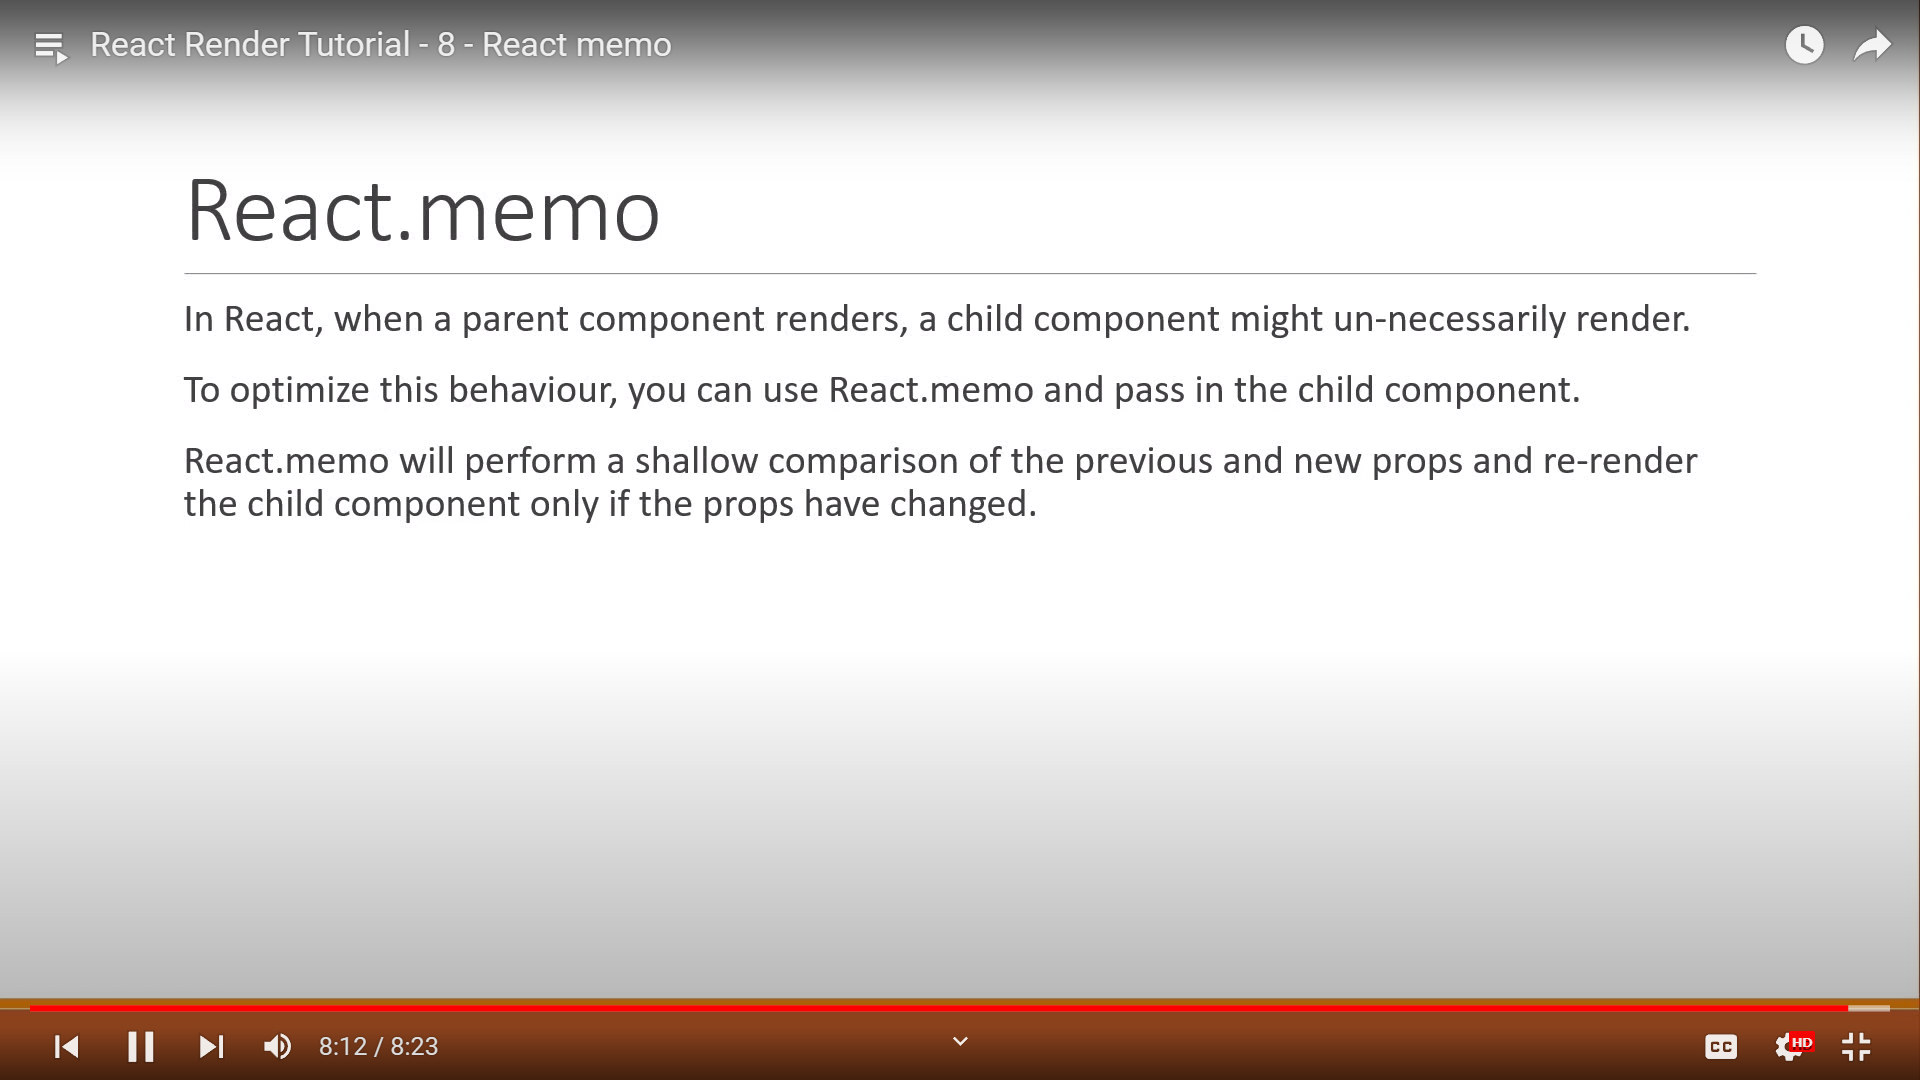 React Render Tutorial - 8 - React memo
React.memo
In React, when a parent component renders, a child component might un-necessarily render.
To optimize this behaviour, you can use React.memo and pass in the child component.
React.memo will perform a shallow comparison of the previous and new props and re-render
the child component only if the props have changed.
8:12 / 8:23
CC
HD